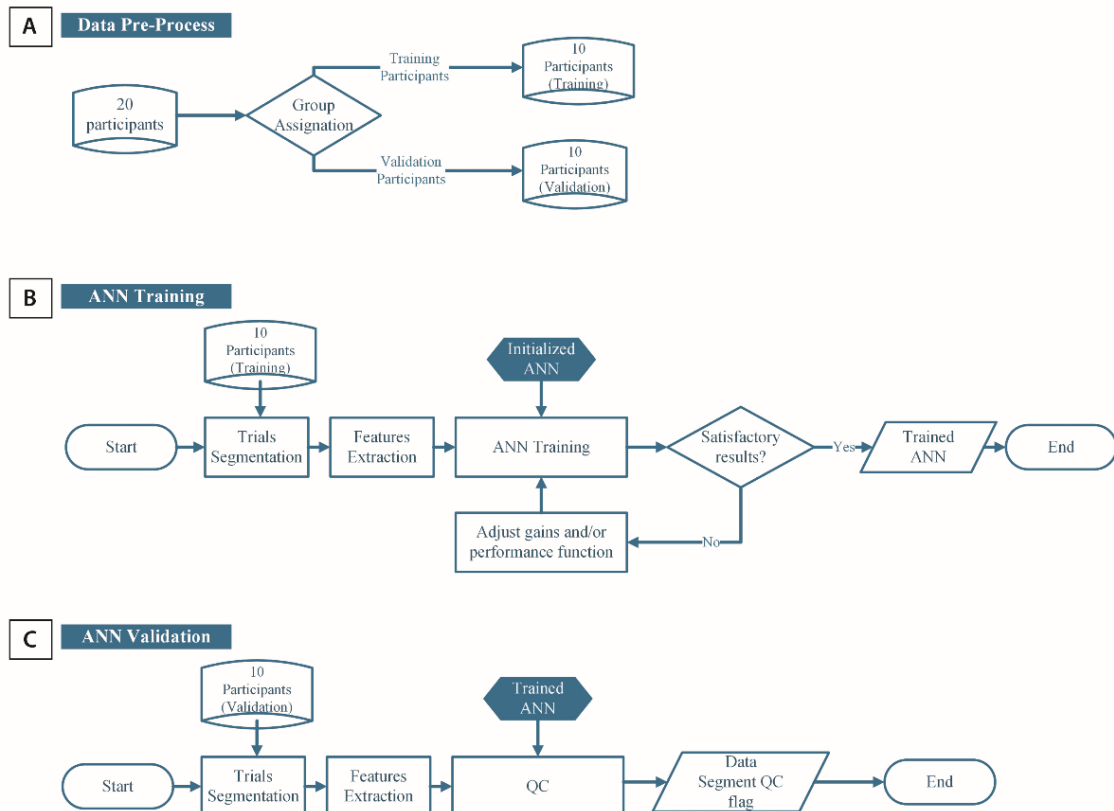 A
Data Pre-Process
20
participants
Group
Assignation
Training
Participants
10
Participants
(Training)
Validation
Participants
10
Participants
(Validation)
B
ANN Training
10
Participants
(Training)
Initialized
ANN
Start
Trials
Segmentation
Features
Extraction
ANN Training
Satisfactory
results?
Yes
Trained
ANN
End
Adjust gains and/or
performance function
No
C
ANN Validation
10
Participants
(Validation)
Trained
ANN
Start
Trials
Segmentation
Features
Extraction
QC
Data
Segment QC
flag
End